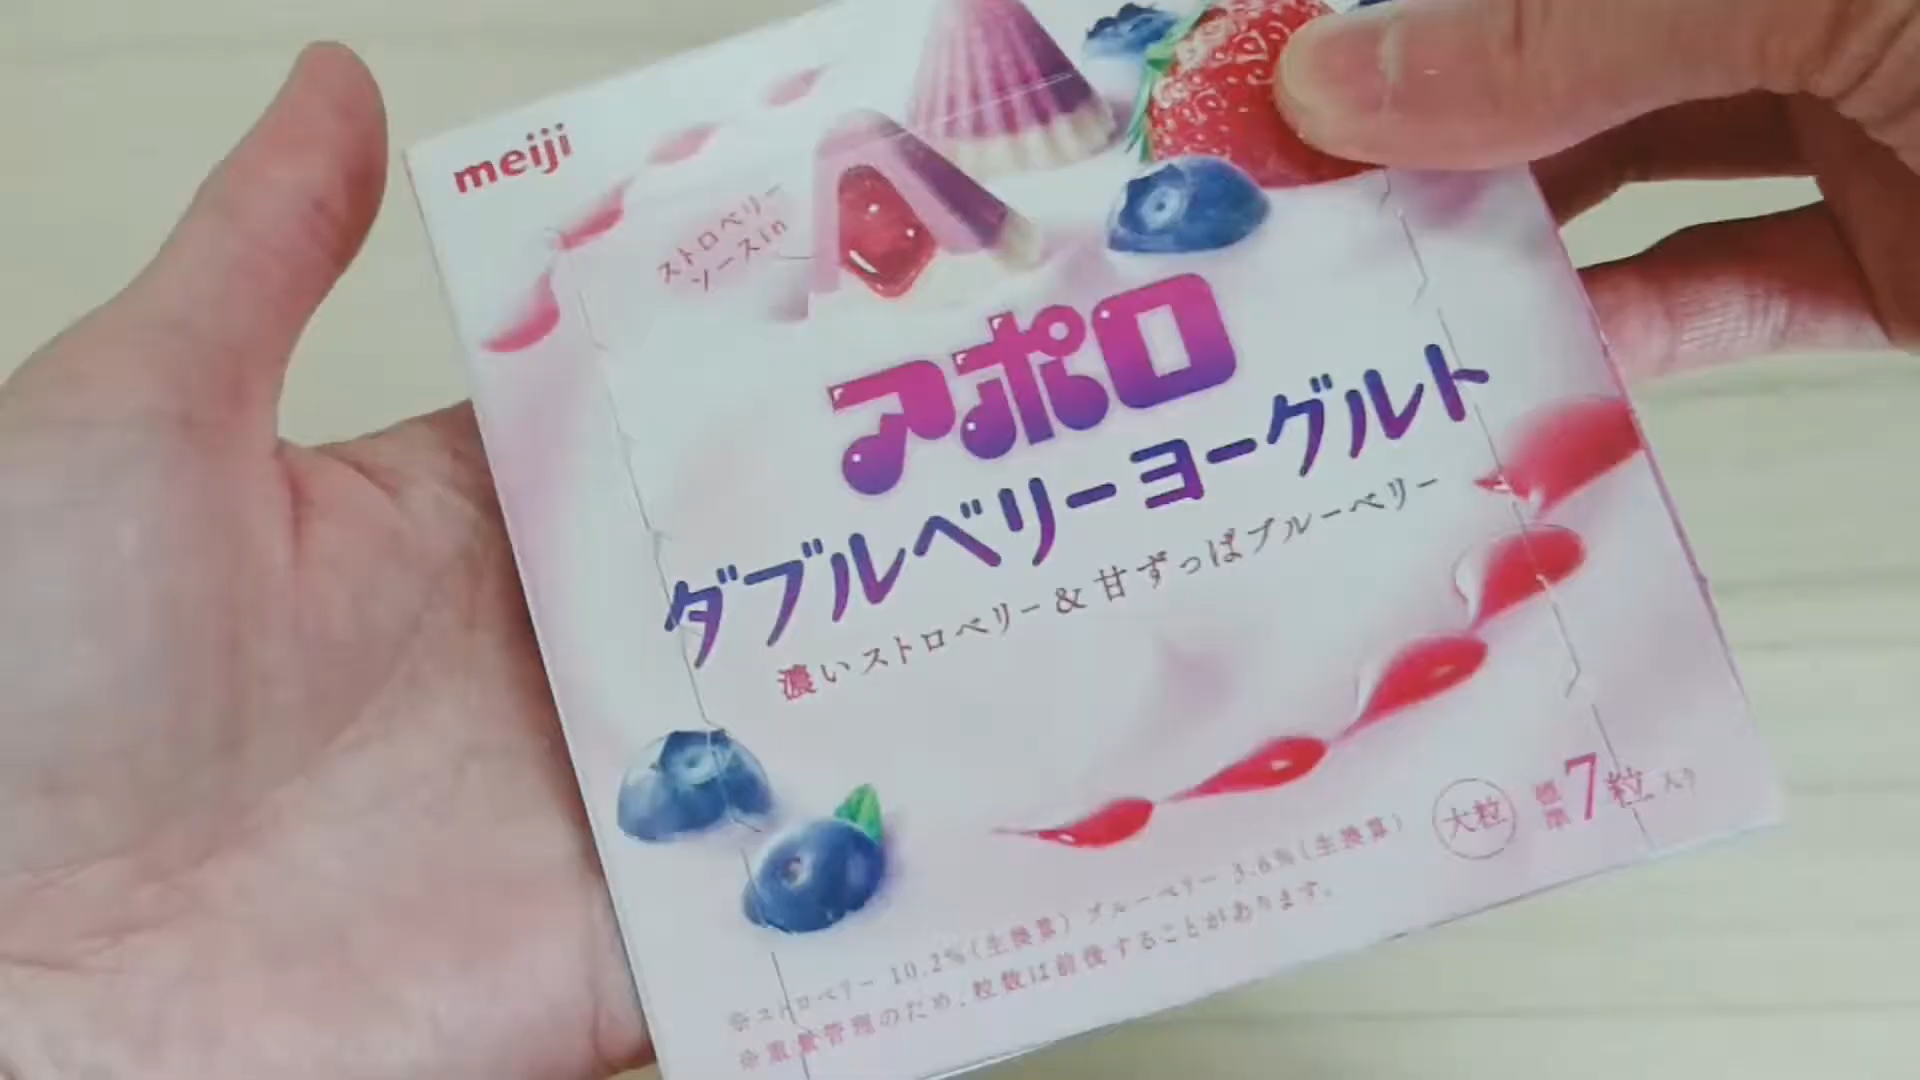 meiji
ストロベリー
ソースin
アポロ
ダブルベリーヨーグルト
濃いストロベリー&甘ずっぱブルーベリー
大粒
標準7粒入り
※ストロベリー 10.2%(生換算) ブルーベリー 3.6%(生換算)
※重量管理のため、粒数は前後することがあります。